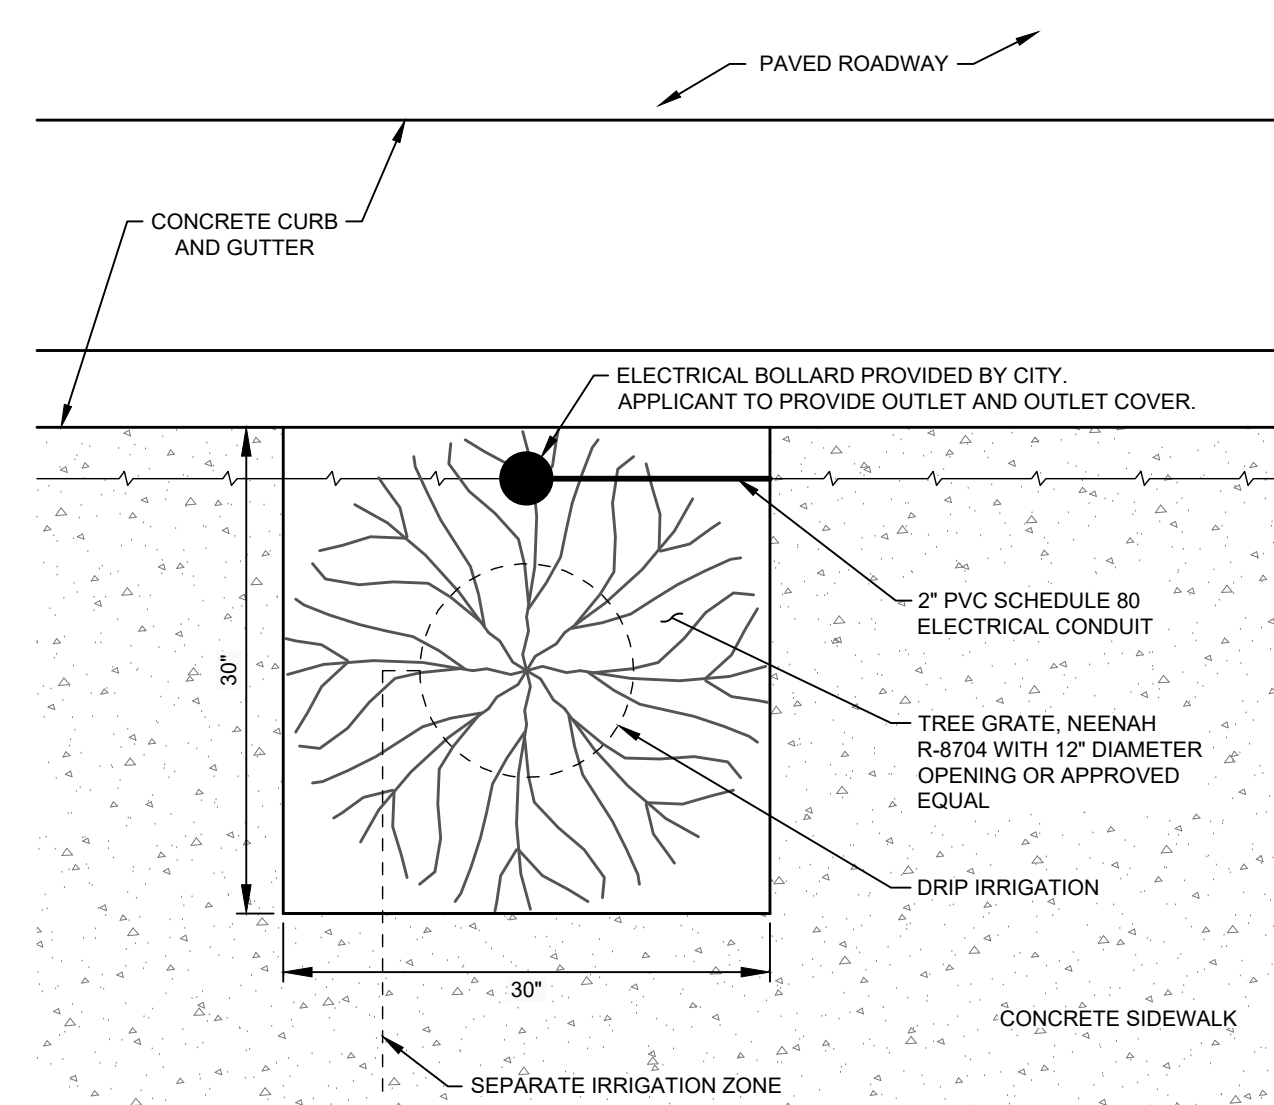 PAVED ROADWAY
CONCRETE CURB
AND GUTTER
ELECTRICAL BOLLARD PROVIDED BY CITY.
APPLICANT TO PROVIDE OUTLET AND OUTLET COVER.
2" PVC SCHEDULE 80
ELECTRICAL CONDUIT
30"
TREE GRATE, NEENAH
R-8704 WITH 12" DIAMETER
OPENING OR APPROVED
EQUAL
DRIP IRRIGATION
30"
CONCRETE SIDEWALK
SEPARATE IRRIGATION ZONE